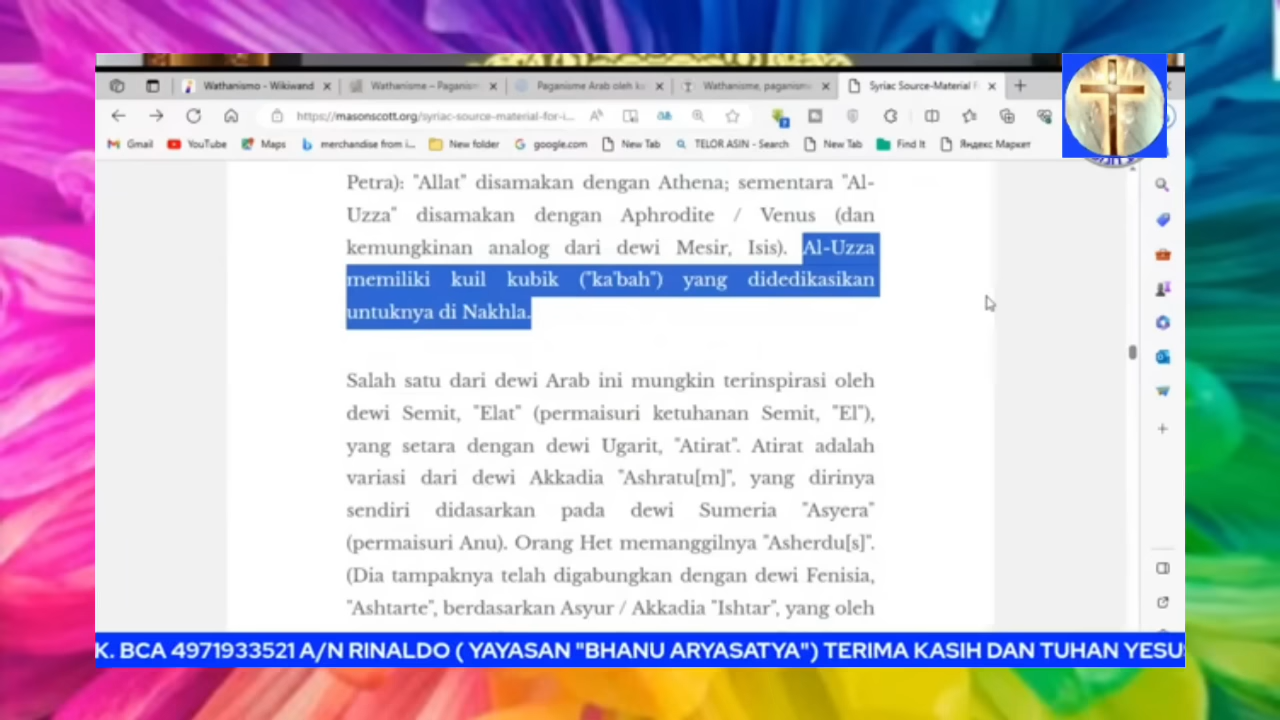 Wathanismo - Wikiwand
Wathanisme – Paganis
Paganisme Arab oleh k
Wathanisme, paganism
Syriac Source-Material F
https://masonscott.org/syriac-source-material-for-i...
Gmail
YouTube
Maps
merchandise from i...
New folder
google.com
New Tab
TELOR ASIN - Search
New Tab
Find It
Яндекс Маркет
Petra): "Allat" disamakan dengan Athena; sementara "Al-
Uzza" disamakan dengan Aphrodite / Venus (dan
kemungkinan analog dari dewi Mesir, Isis). Al-Uzza
memiliki kuil kubik ("ka'bah") yang didedikasikan
untuknya di Nakhla.
Salah satu dari dewi Arab ini mungkin terinspirasi oleh
dewi Semit, "Elat" (permaisuri ketuhanan Semit, "El"),
yang setara dengan dewi Ugarit, "Atirat". Atirat adalah
variasi dari dewi Akkadia "Ashratu[m]", yang dirinya
sendiri didasarkan pada dewi Sumeria "Asyera"
(permaisuri Anu). Orang Het memanggilnya "Asherdu[s]".
(Dia tampaknya telah digabungkan dengan dewi Fenisia,
"Ashtarte", berdasarkan Asyur / Akkadia "Ishtar", yang oleh
K. BCA 4971933521 A/N RINALDO ( YAYASAN "BHANU ARYASATYA") TERIMA KASIH DAN TUHAN YESU